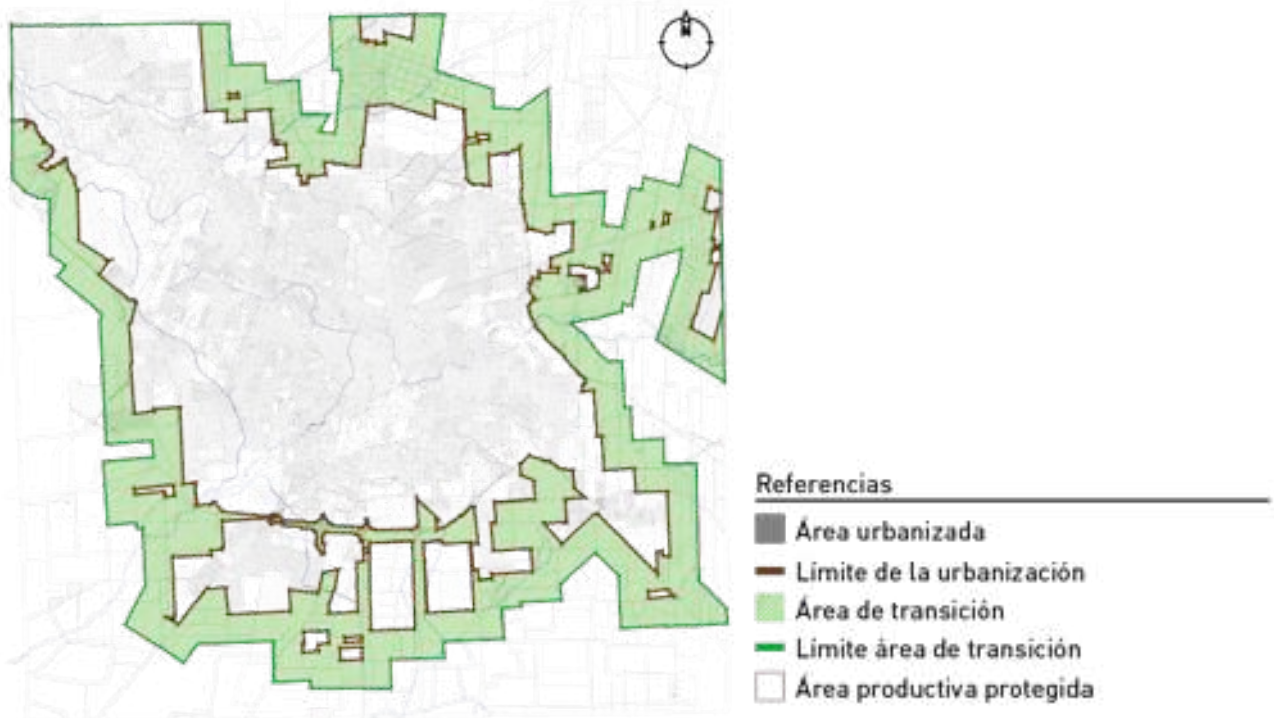 N
Referencias
Área urbanizada
Límite de la urbanización
Área de transición
Límite área de transición
Área productiva protegida